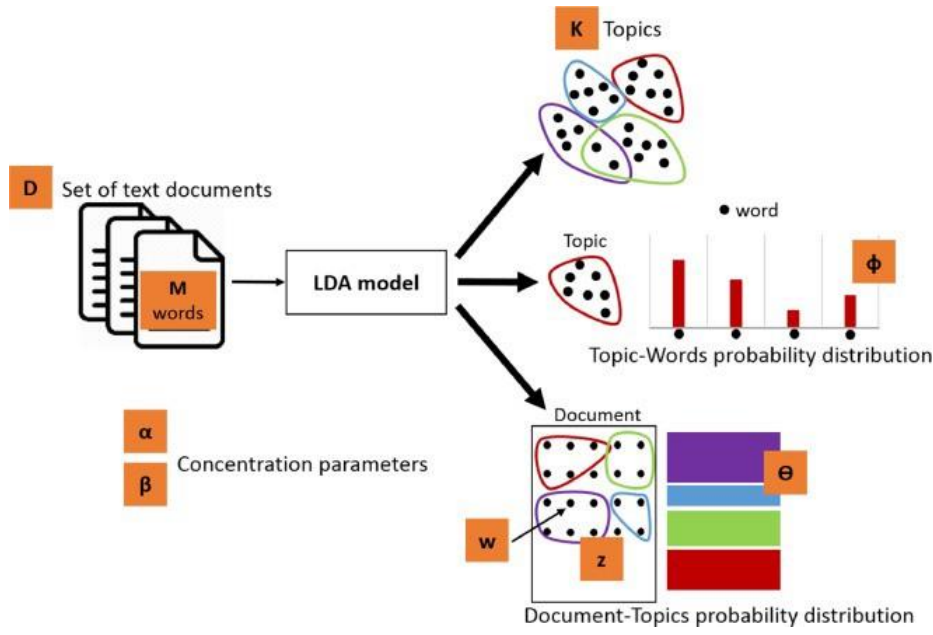 K Topics
D Set of text documents
M
words
LDA model
word
Topic
ϕ
Topic-Words probability distribution
α
β
Concentration parameters
Document
Ɵ
w
z
Document-Topics probability distribution